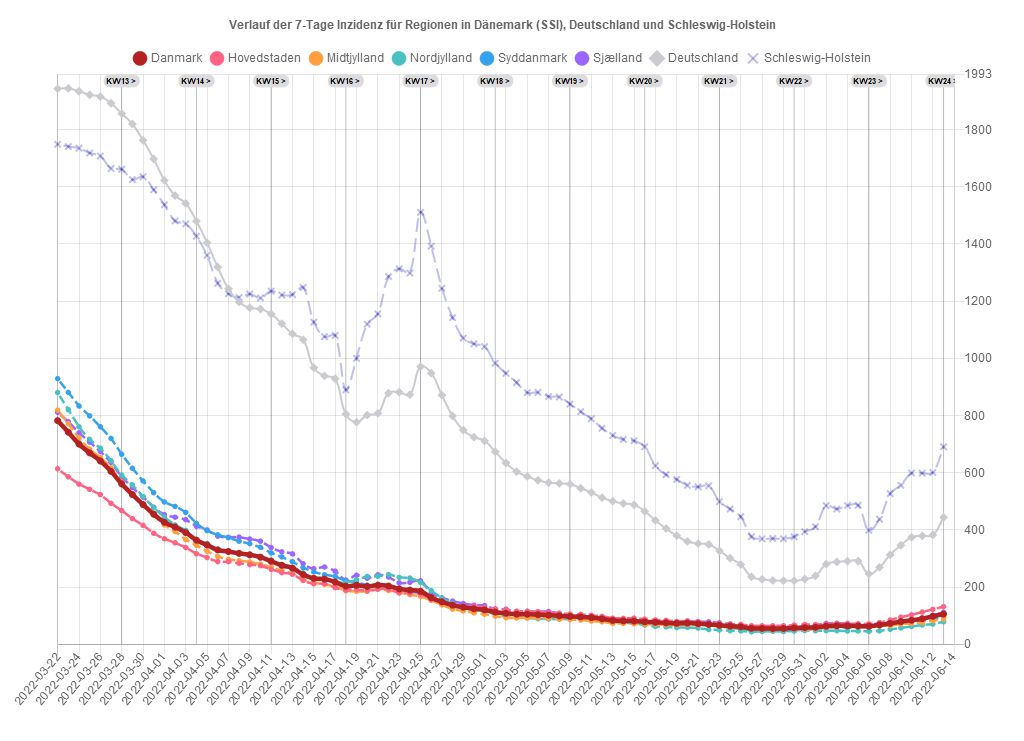 Verlauf der 7-Tage Inzidenz für Regionen in Dänemark (SSI), Deutschland und Schleswig-Holstein
Danmark Hovedstaden Midtjylland Nordjylland Syddanmark Sjælland Deutschland Schleswig-Holstein
KW13 > KW14 > KW15 > KW16 > KW17 > KW18 > KW19 > KW20 > KW21 > KW22 > KW23 > KW24 >
1993
1800
1600
1400
1200
1000
800
600
400
200
0
2022-03-22 2022-03-24 2022-03-26 2022-03-28 2022-03-30 2022-04-01 2022-04-03 2022-04-05 2022-04-07 2022-04-09 2022-04-11 2022-04-13 2022-04-15 2022-04-17 2022-04-19 2022-04-21 2022-04-23 2022-04-25 2022-04-27 2022-04-29 2022-05-01 2022-05-03 2022-05-05 2022-05-07 2022-05-09 2022-05-11 2022-05-13 2022-05-15 2022-05-17 2022-05-19 2022-05-21 2022-05-23 2022-05-25 2022-05-27 2022-05-29 2022-05-31 2022-06-02 2022-06-04 2022-06-06 2022-06-08 2022-06-10 2022-06-12 2022-06-14